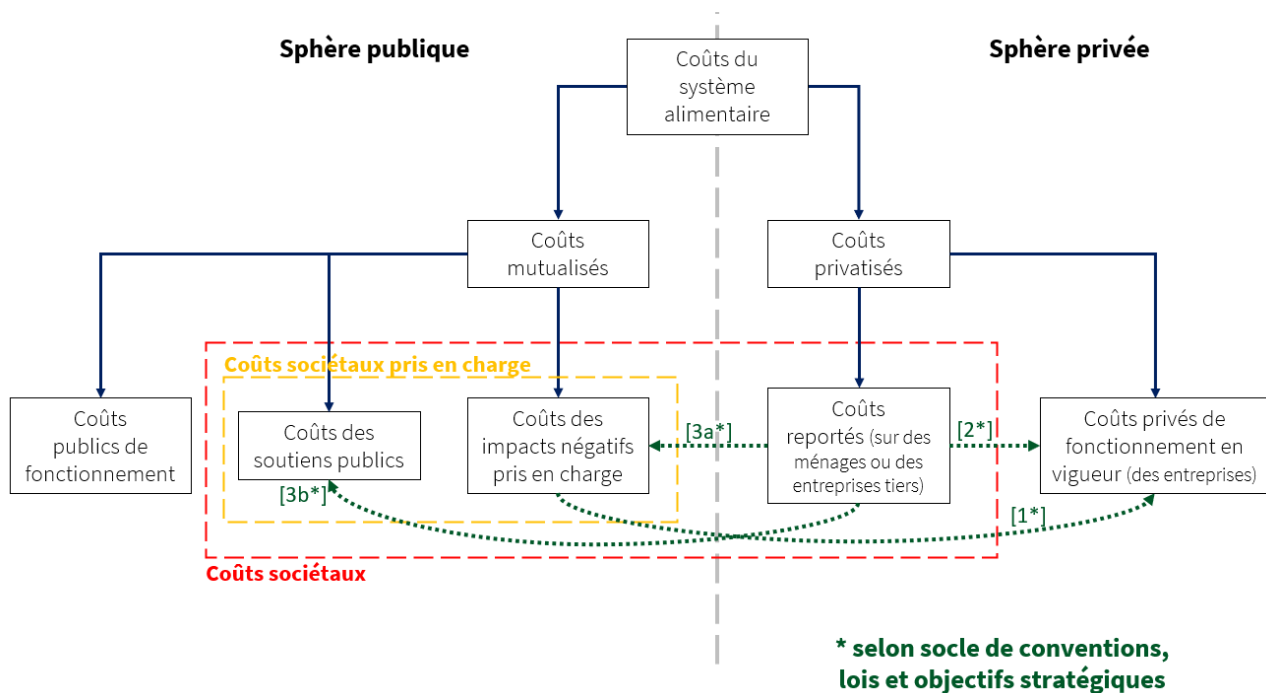 Sphère publique
Sphère privée
Coûts du
système
alimentaire
Coûts
mutualisés
Coûts
privatisés
Coûts sociétaux pris en charge
Coûts
publics de
fonctionnement
Coûts des
soutiens publics
Coûts des
impacts négatifs
pris en charge
[3a*]
Coûts
reportés (sur des
ménages ou des
entreprises tiers)
[2*]
Coûts privés de
fonctionnement en
vigueur (des entreprises)
[3b*]
[1*]
Coûts sociétaux
* selon socle de conventions,
lois et objectifs stratégiques